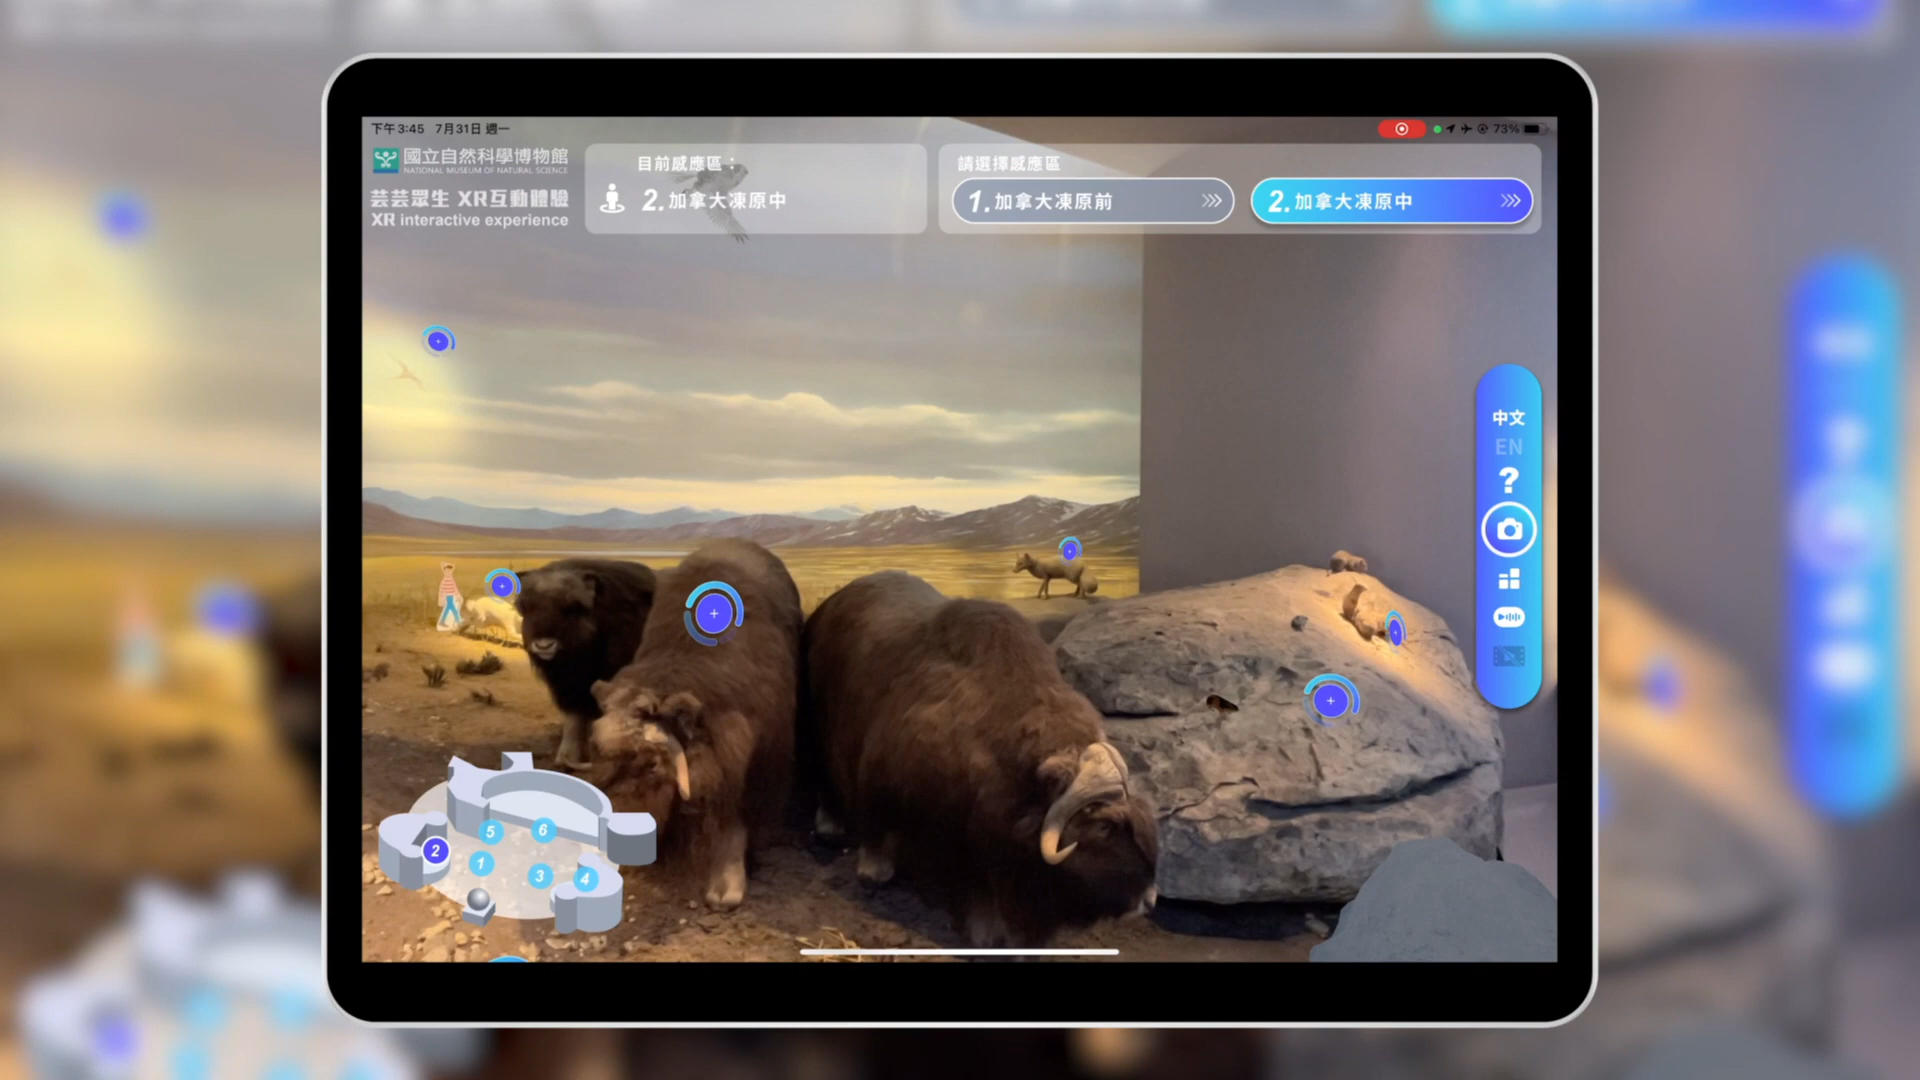 下午3:45 7月31日 週一
73%
國立自然科學博物館
NATIONAL MUSEUM OF NATURAL SCIENCE
芸芸眾生 XR互動體驗
XR interactive experience
目前感應區：
2.加拿大凍原中
請選擇感應區
1.加拿大凍原前
2.加拿大凍原中
中文
EN
?
5
6
2
1
3
4